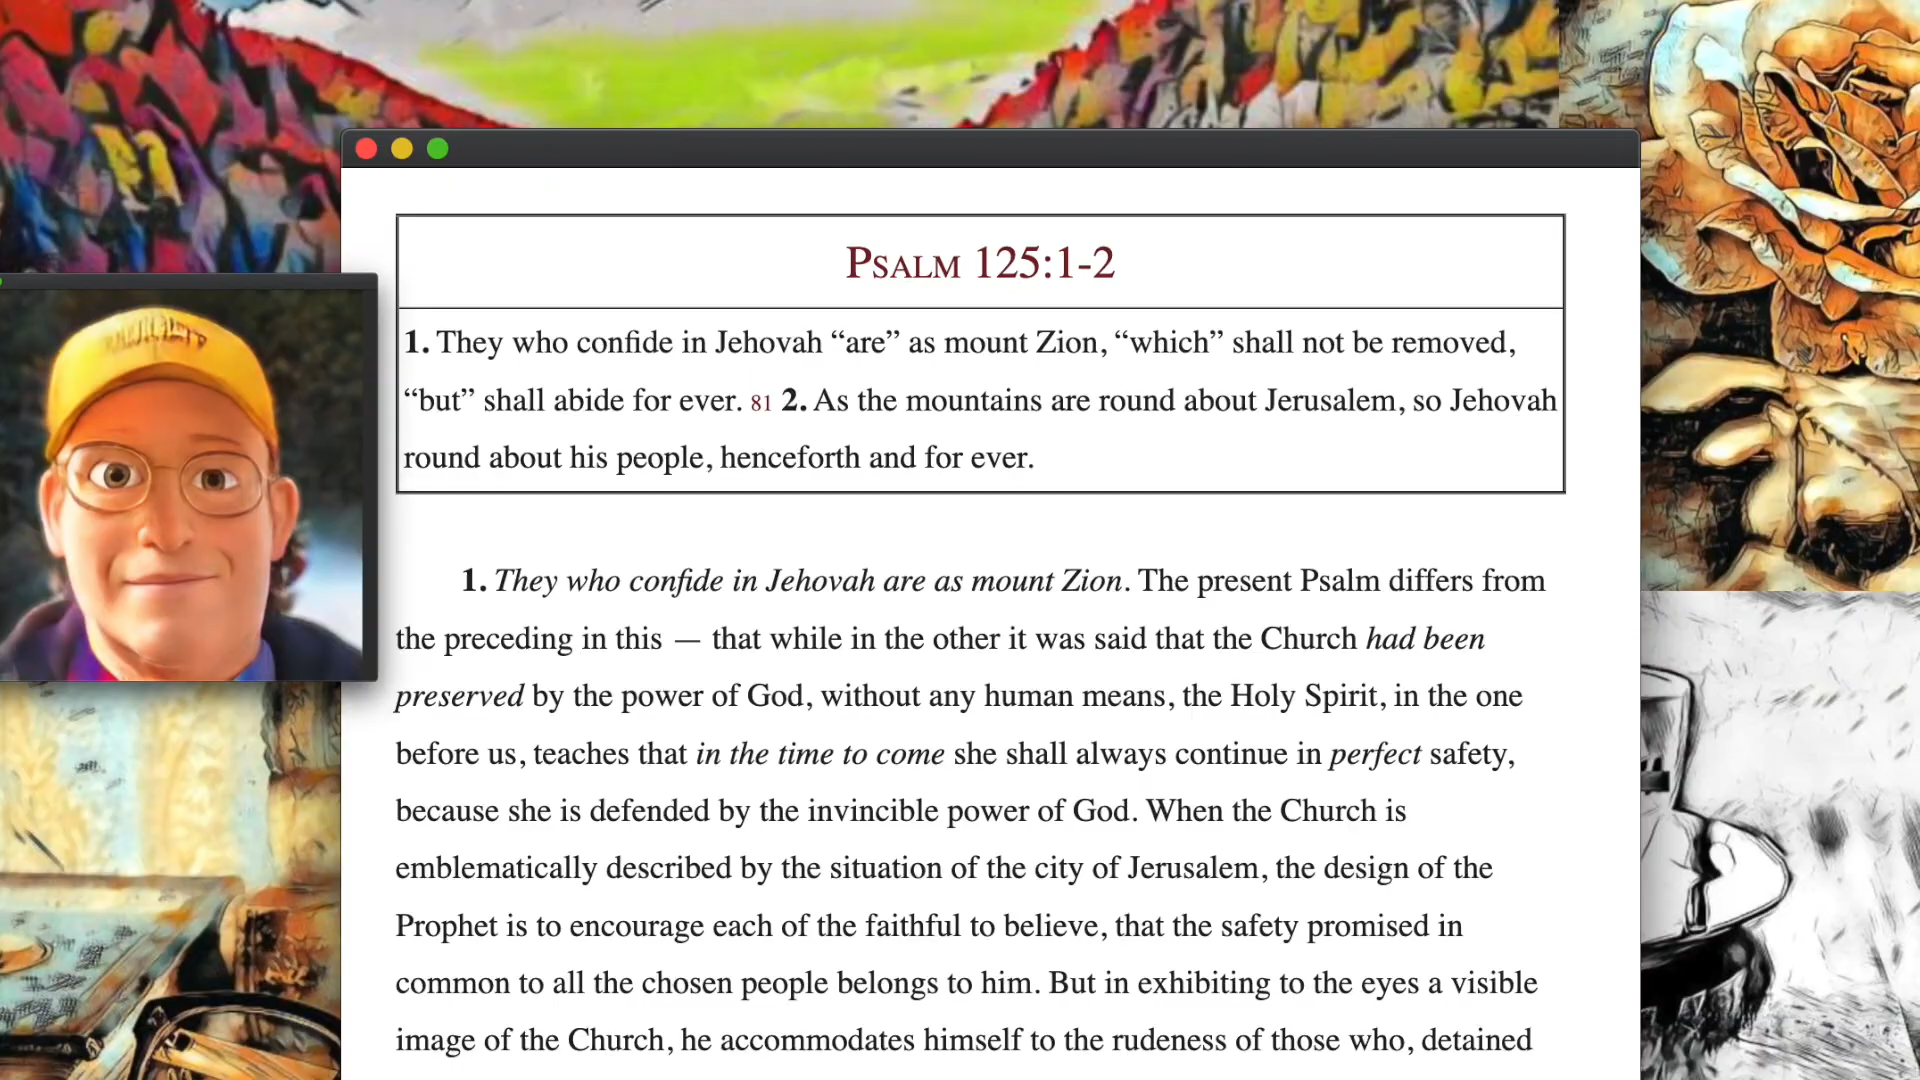 PSALM 125:1-2
1. They who confide in Jehovah “are” as mount Zion, “which” shall not be removed,
“but” shall abide for ever. 81 2. As the mountains are round about Jerusalem, so Jehovah
round about his people, henceforth and for ever.
1. They who confide in Jehovah are as mount Zion. The present Psalm differs from
the preceding in this — that while in the other it was said that the Church had been
preserved by the power of God, without any human means, the Holy Spirit, in the one
before us, teaches that in the time to come she shall always continue in perfect safety,
because she is defended by the invincible power of God. When the Church is
emblematically described by the situation of the city of Jerusalem, the design of the
Prophet is to encourage each of the faithful to believe, that the safety promised in
common to all the chosen people belongs to him. But in exhibiting to the eyes a visible
image of the Church, he accommodates himself to the rudeness of those who, detained